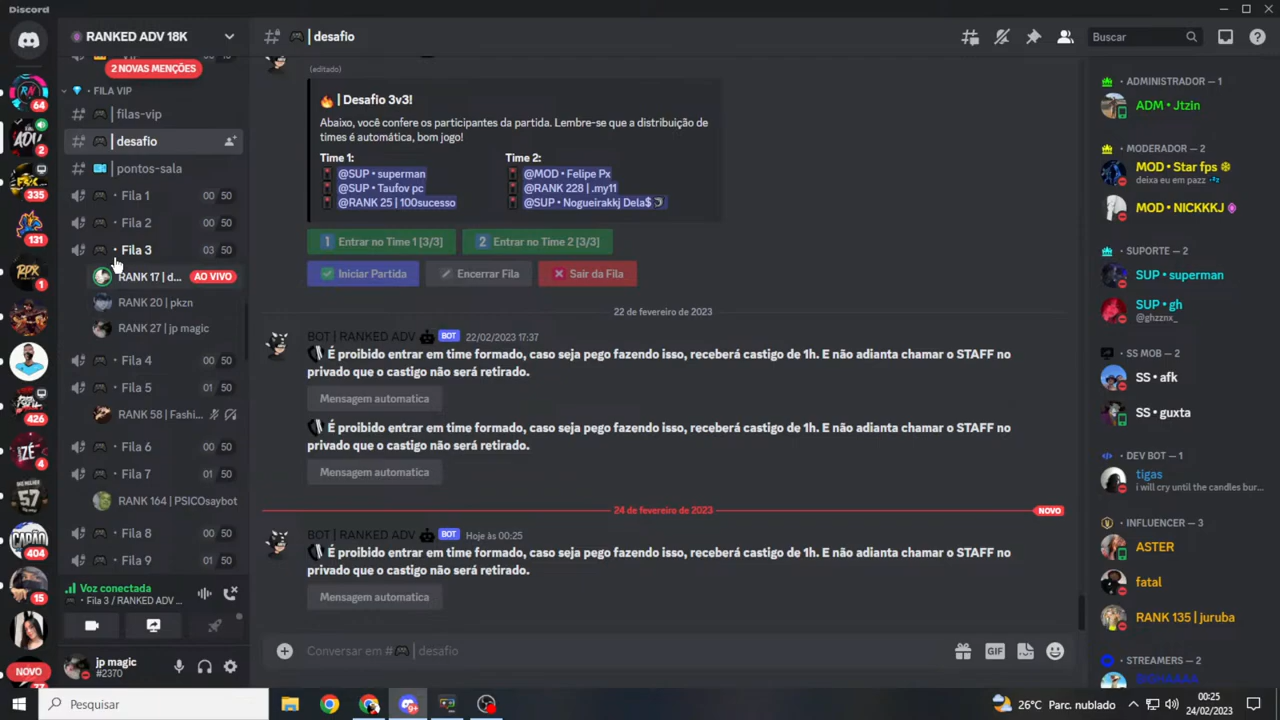 Discord
RANKED ADV 18K
desafio
Buscar
2 NOVAS MENÇÕES
FILA VIP
filas-vip
desafio
pontos-sala
Fila 1 00 50
Fila 2 00 50
Fila 3 03 50
RANK 17 | d... AO VIVO
RANK 20 | pkzn
RANK 27 | jp magic
Fila 4 00 50
Fila 5 01 50
RANK 58 | Fashi...
Fila 6 00 50
Fila 7 01 50
RANK 164 | PSICOsaybot
Fila 8 00 50
Fila 9 01 50
Voz conectada
Fila 3 / RANKED ADV ...
jp magic
#2370
64
2
335
131
1
426
4
57
404
15
NOVO
(editado)
| Desafio 3v3!
Abaixo, você confere os participantes da partida. Lembre-se que a distribuição de
times é automática, bom jogo!
Time 1: Time 2:
@SUP • superman @MOD • Felipe Px
@SUP • Taufov pc @RANK 228 | .my11
@RANK 25 | 100sucesso @SUP • Nogueirakkj Dela$
1 Entrar no Time 1 [3/3] 2 Entrar no Time 2 [3/3]
Iniciar Partida Encerrar Fila Sair da Fila
22 de fevereiro de 2023
BOT | RANKED ADV BOT 22/02/2023 17:37
É proibido entrar em time formado, caso seja pego fazendo isso, receberá castigo de 1h. E não adianta chamar o STAFF no
privado que o castigo não será retirado.
Mensagem automatica
É proibido entrar em time formado, caso seja pego fazendo isso, receberá castigo de 1h. E não adianta chamar o STAFF no
privado que o castigo não será retirado.
Mensagem automatica
24 de fevereiro de 2023 NOVO
BOT | RANKED ADV BOT Hoje às 00:25
É proibido entrar em time formado, caso seja pego fazendo isso, receberá castigo de 1h. E não adianta chamar o STAFF no
privado que o castigo não será retirado.
Mensagem automatica
Conversar em # | desafio
GIF
ADMINISTRADOR — 1
ADM • Jtzin
MODERADOR — 2
MOD • Star fps
deixa eu em pazz
MOD • NICKKKJ
SUPORTE — 2
SUP • superman
SUP • gh
@ghzznx_
SS MOB — 2
SS • afk
SS • guxta
DEV BOT — 1
tigas
i will cry until the candles bur...
INFLUENCER — 3
ASTER
fatal
RANK 135 | juruba
STREAMERS — 2
Pesquisar
26°C Parc. nublado
00:25
24/02/2023